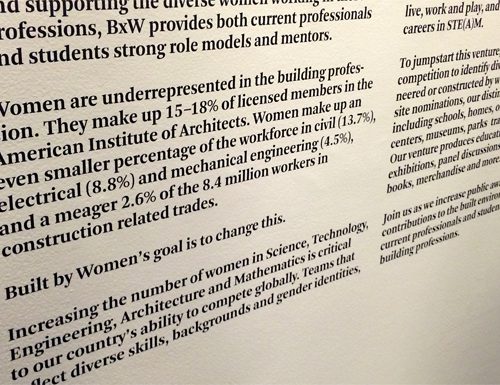 supporting the diverse women working in the
professions, BxW provides both current professionals
and students strong role models and mentors.
Women are underrepresented in the building profes-
sion. They make up 15–18% of licensed members in the
American Institute of Architects. Women make up an
even smaller percentage of the workforce in civil (13.7%),
electrical (8.8%) and mechanical engineering (4.5%),
and a meager 2.6% of the 8.4 million workers in
construction related trades.
Built by Women’s goal is to change this.
Increasing the number of women in Science, Technology,
Engineering, Architecture and Mathematics is critical
to our country’s ability to compete globally. Teams that
reflect diverse skills, backgrounds and gender identities,
live, work and play, and
careers in STE(A)M.
To jumpstart this venture,
competition to identify
neered or constructed by
site nominations, our
including schools, homes,
centers, museums, parks
Our venture produces
exhibitions, panel discussions
books, merchandise and more
Join us as we increase public
contributions to the built
current professionals and
building professions.